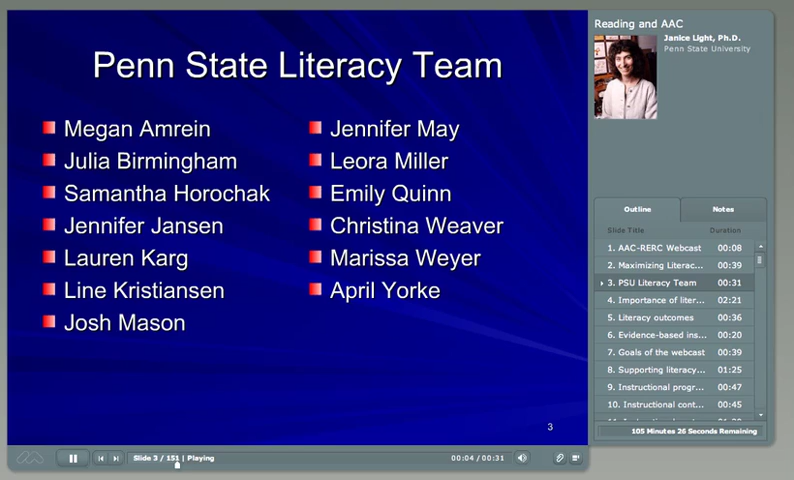 Penn State Literacy Team
Megan Amrein
Julia Birmingham
Samantha Horochak
Jennifer Jansen
Lauren Karg
Line Kristiansen
Josh Mason
Jennifer May
Leora Miller
Emily Quinn
Christina Weaver
Marissa Weyer
April Yorke
3
Slide 3 / 151 | Playing
00:04 / 00:31
Reading and AAC
Janice Light, Ph.D.
Penn State University
Outline Notes
Slide Title Duration
1. AAC-RERC Webcast 00:08
2. Maximizing Literac... 00:39
3. PSU Literacy Team 00:31
4. Importance of liter... 02:21
5. Literacy outcomes 00:36
6. Evidence-based ins... 00:20
7. Goals of the webcast 00:39
8. Supporting literacy... 01:25
9. Instructional progr... 00:47
10. Instructional cont... 00:45
105 Minutes 26 Seconds Remaining